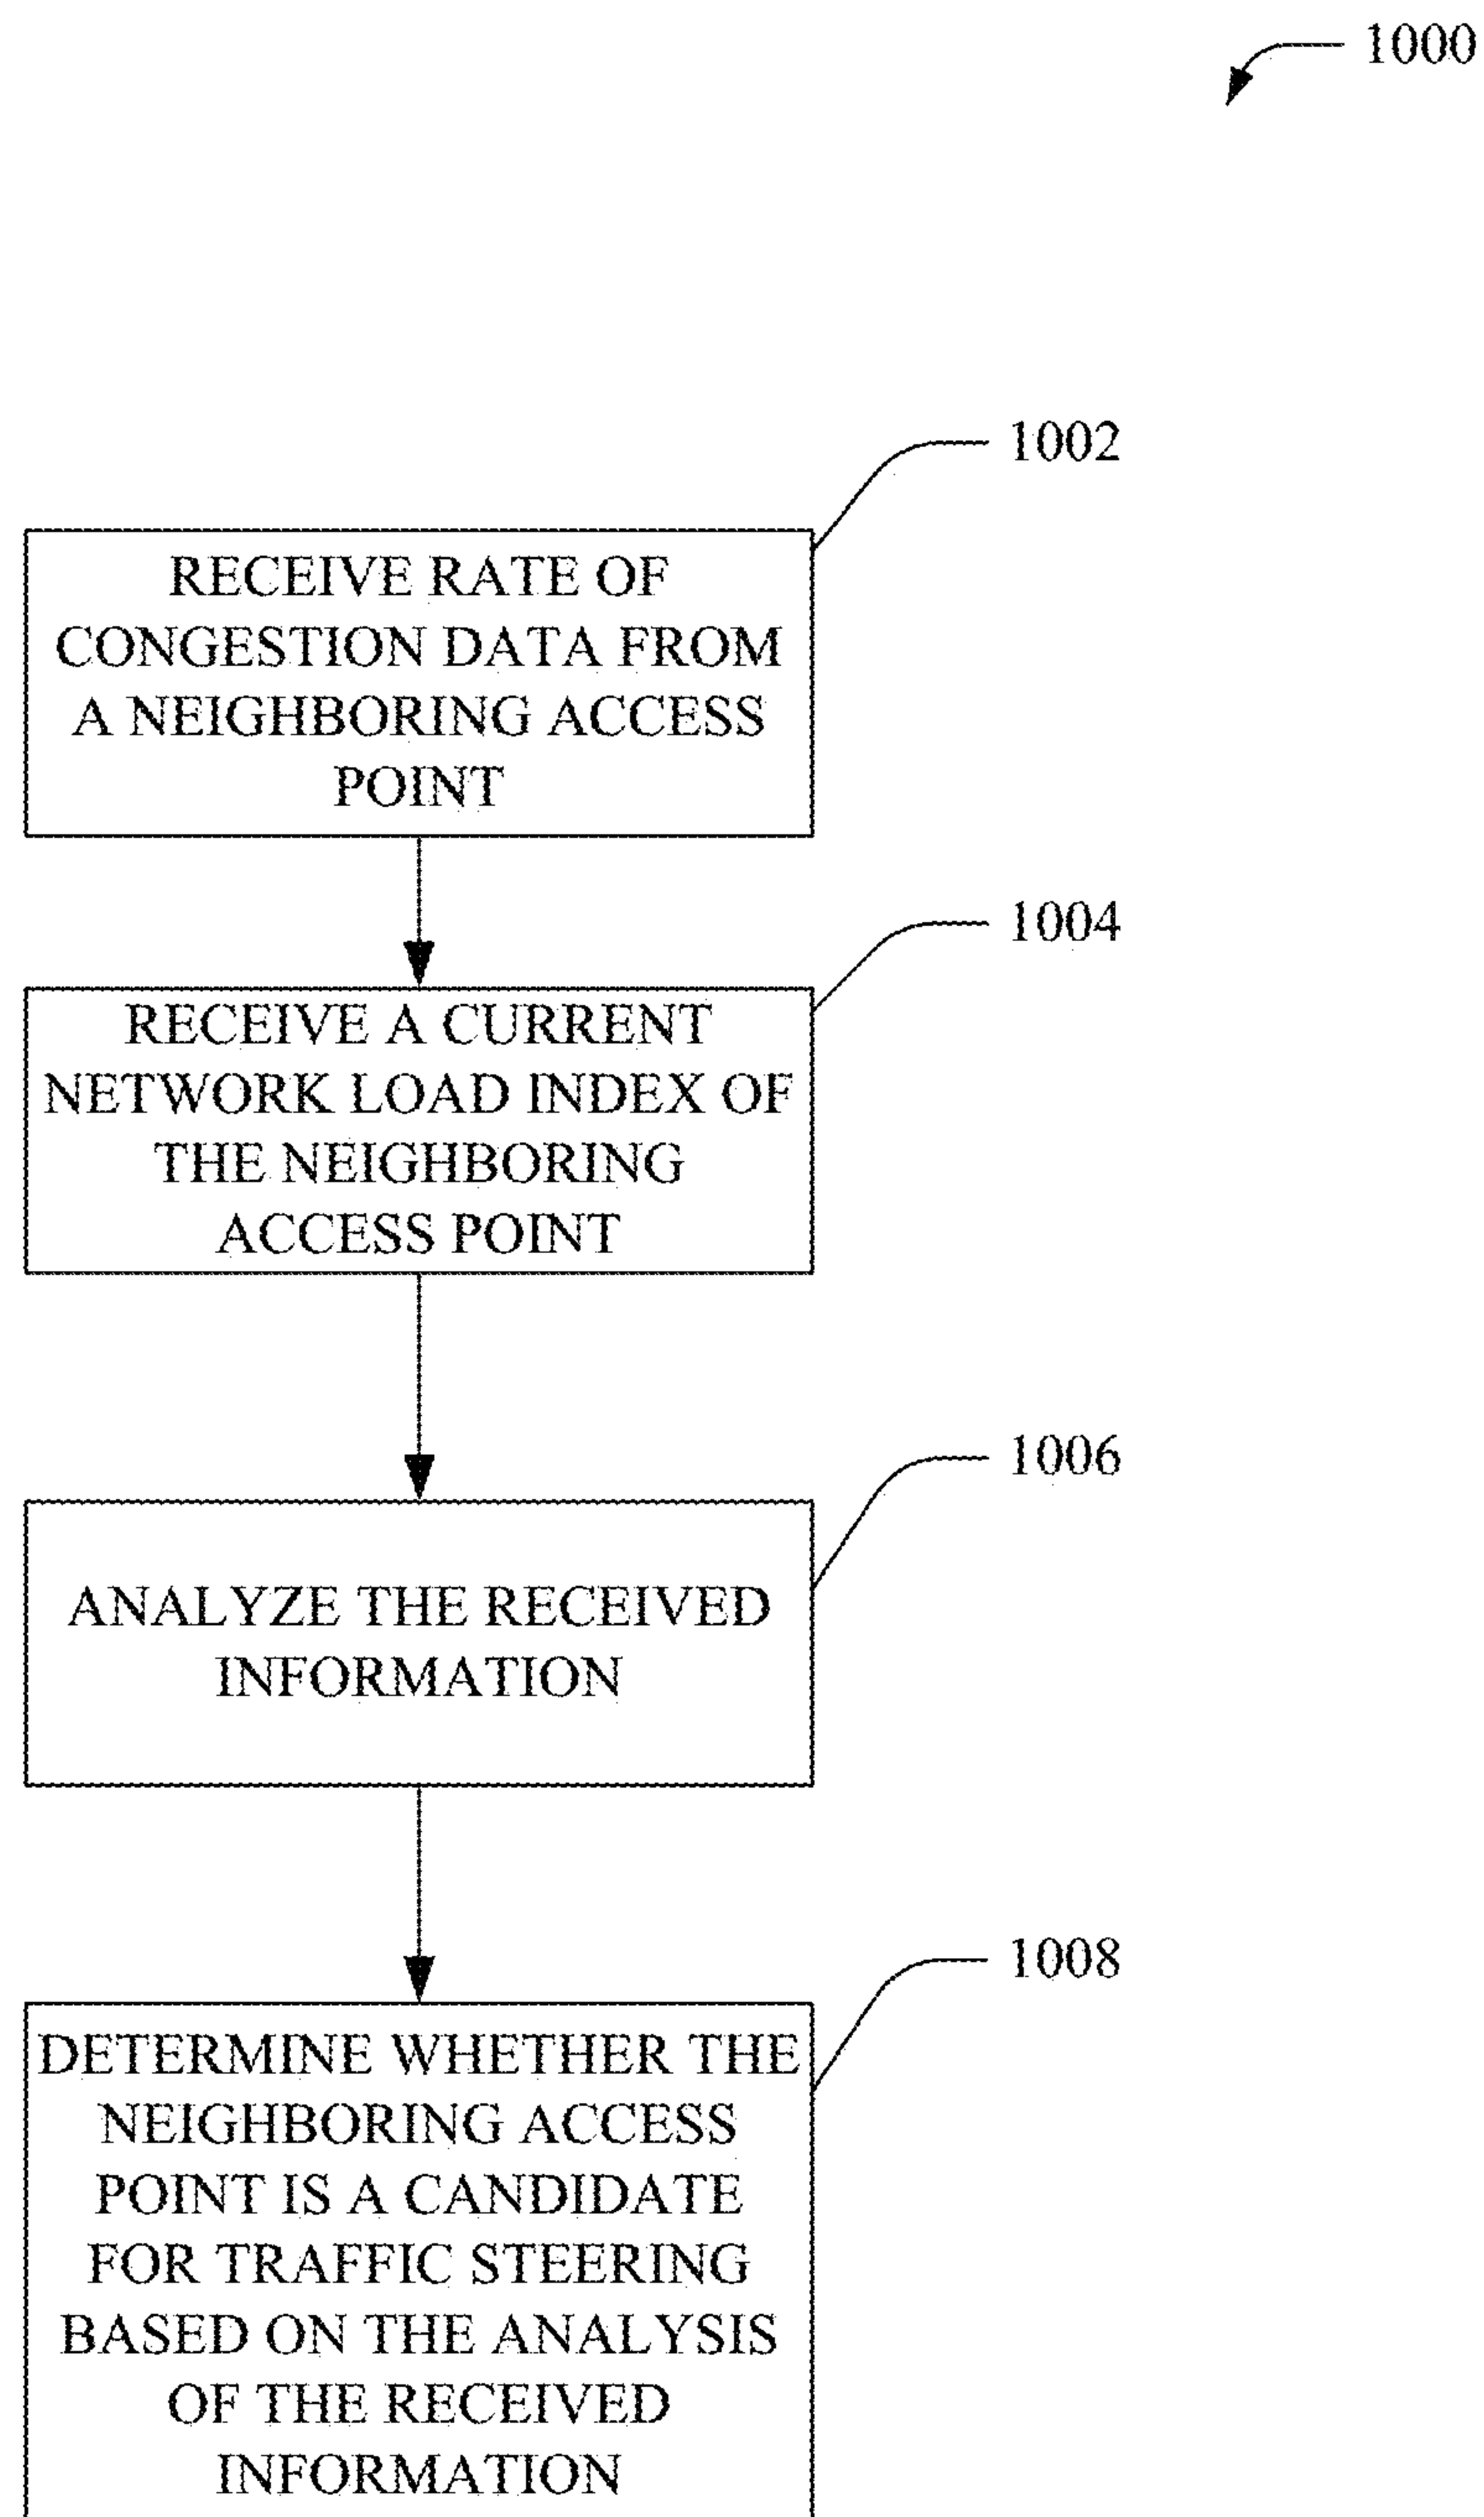 1000
1002
RECEIVE RATE OF
CONGESTION DATA FROM
A NEIGHBORING ACCESS
POINT
1004
RECEIVE A CURRENT
NETWORK LOAD INDEX OF
THE NEIGHBORING
ACCESS POINT
1006
ANALYZE THE RECEIVED
INFORMATION
1008
DETERMINE WHETHER THE
NEIGHBORING ACCESS
POINT IS A CANDIDATE
FOR TRAFFIC STEERING
BASED ON THE ANALYSIS
OF THE RECEIVED
INFORMATION